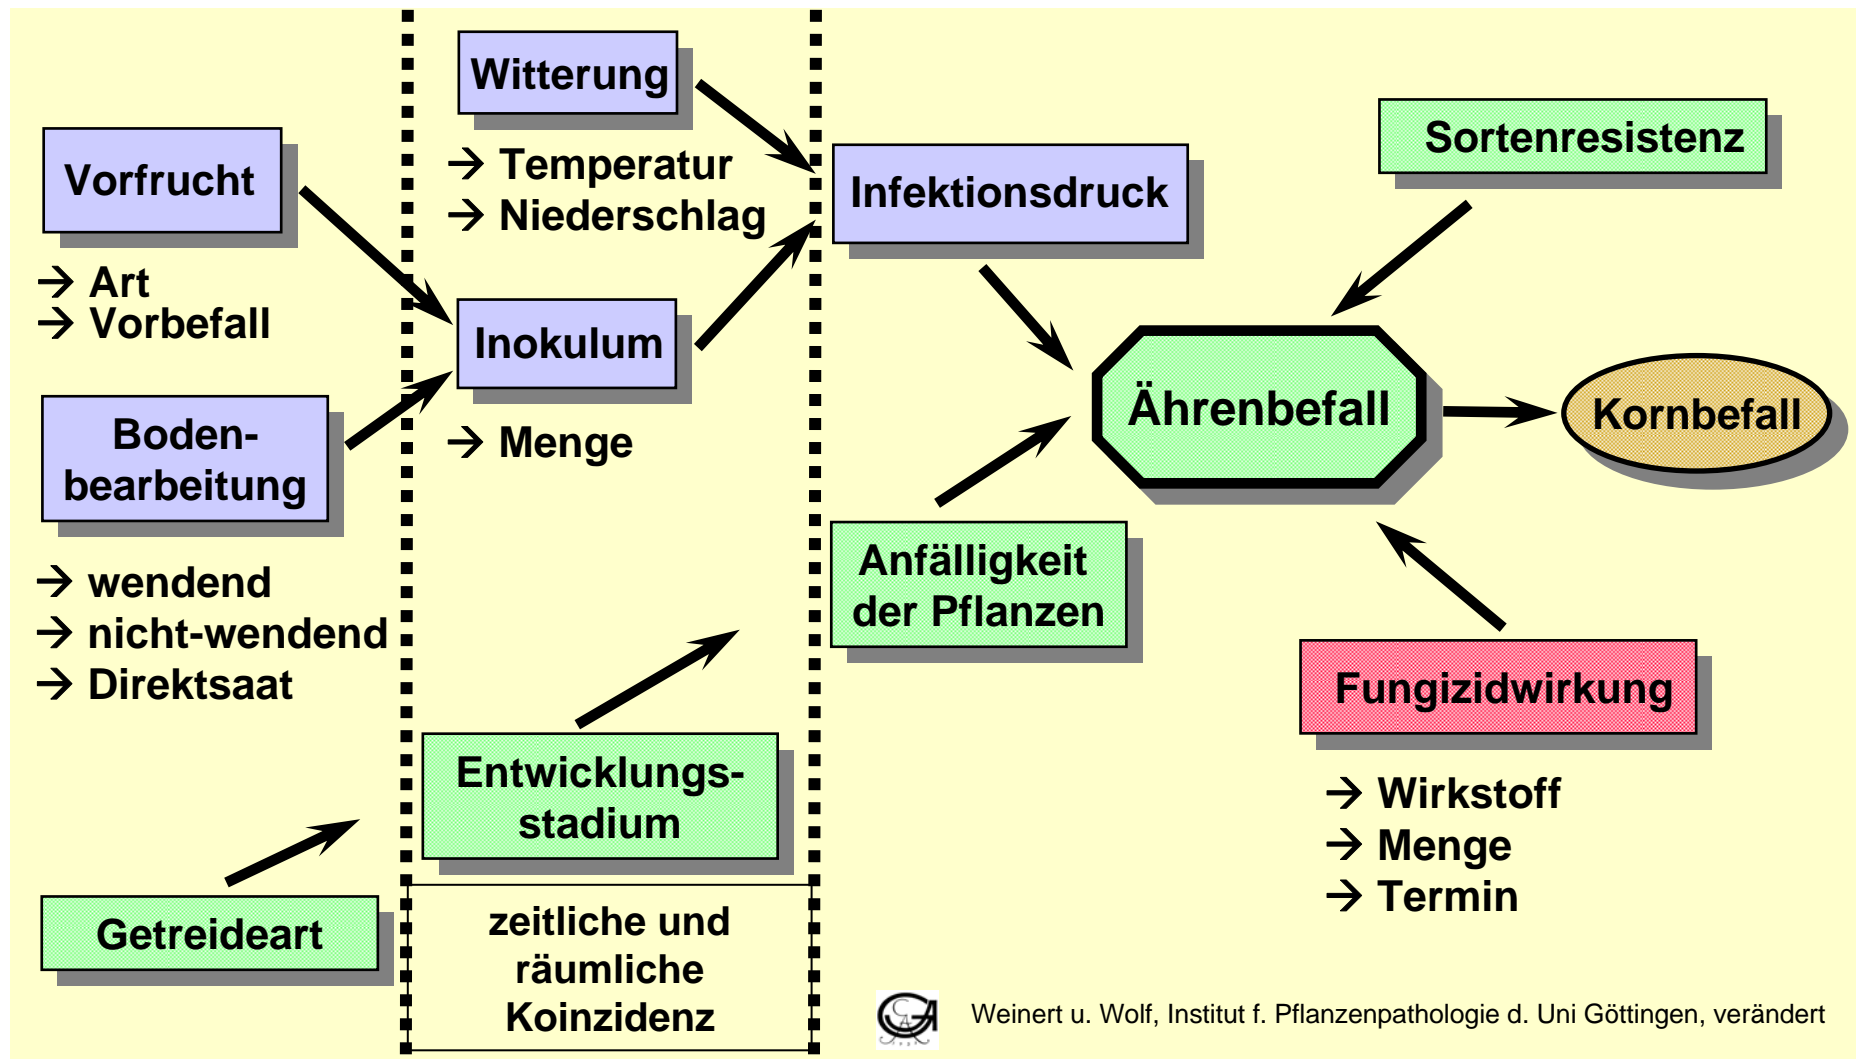 Vorfrucht
→ Art
→ Vorbefall
Boden-
bearbeitung
→ wendend
→ nicht-wendend
→ Direktsaat
Getreideart
Witterung
→ Temperatur
→ Niederschlag
Inokulum
→ Menge
Entwicklungs-
stadium
zeitliche und
räumliche
Koinzidenz
Infektionsdruck
Anfälligkeit
der Pflanzen
Sortenresistenz
Ährenbefall
Kornbefall
Fungizidwirkung
→ Wirkstoff
→ Menge
→ Termin
Weinert u. Wolf, Institut f. Pflanzenpathologie d. Uni Göttingen, verändert